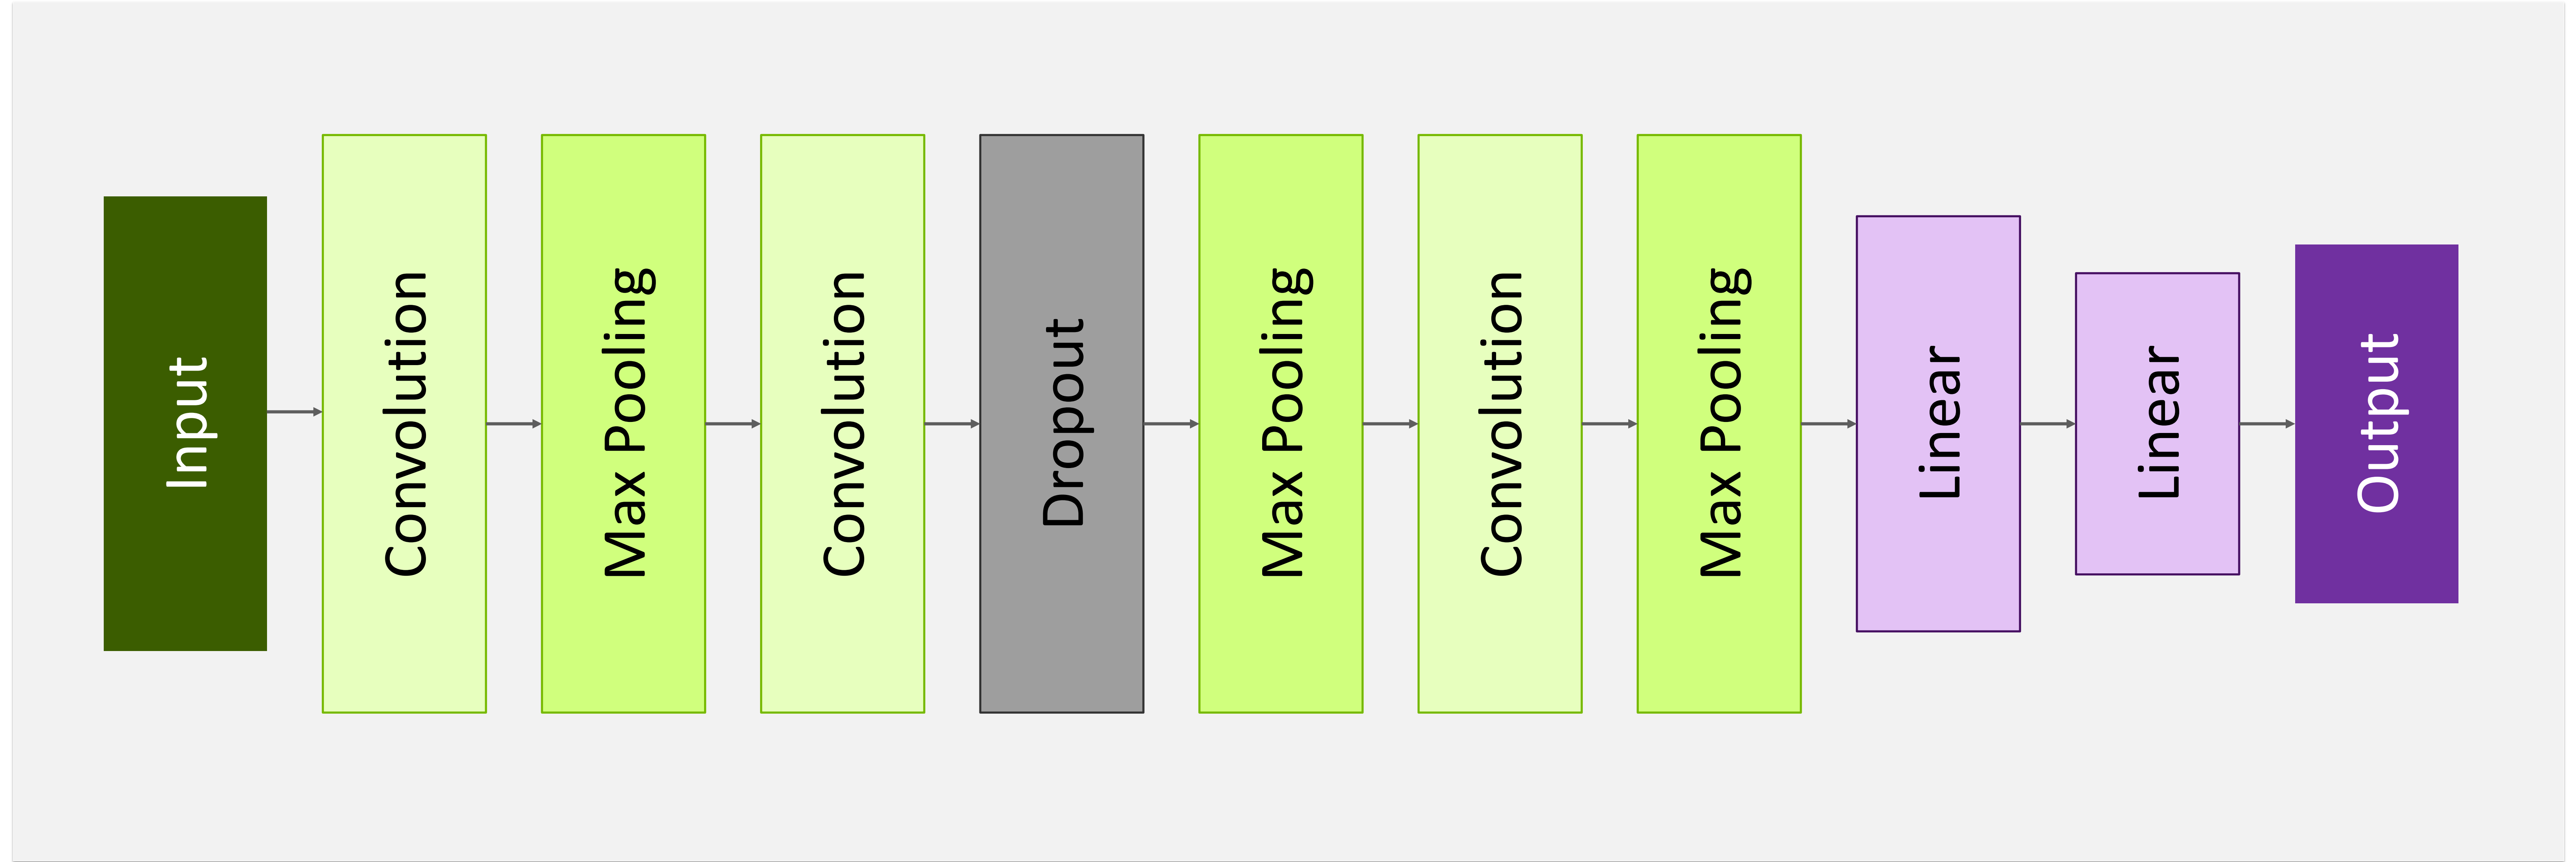 Input
Convolution
Max Pooling
Convolution
Dropout
Max Pooling
Convolution
Max Pooling
Linear
Linear
Output